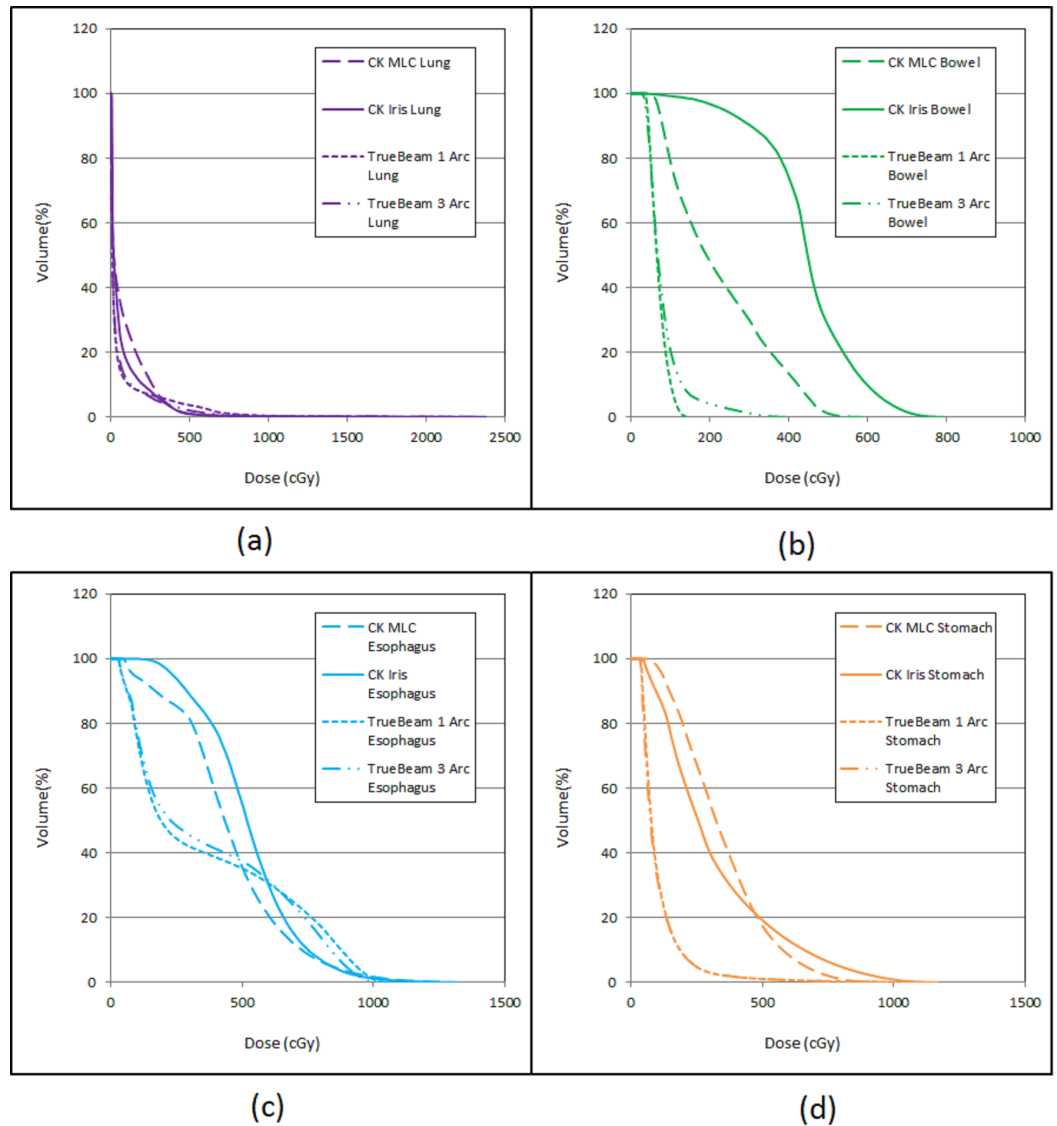 120
100
80
60
40
20
0
Volume(%)
CK MLC Lung
CK Iris Lung
TrueBeam 1 Arc
Lung
TrueBeam 3 Arc
Lung
0 500 1000 1500 2000 2500
Dose (cGy)
(a)
120
100
80
60
40
20
0
Volume(%)
CK MLC Bowel
CK Iris Bowel
TrueBeam 1 Arc
Bowel
TrueBeam 3 Arc
Bowel
0 200 400 600 800 1000
Dose (cGy)
(b)
120
100
80
60
40
20
0
Volume(%)
CK MLC
Esophagus
CK Iris
Esophagus
TrueBeam 1 Arc
Esophagus
TrueBeam 3 Arc
Esophagus
0 500 1000 1500
Dose (cGy)
(c)
120
100
80
60
40
20
0
Volume(%)
CK MLC Stomach
CK Iris Stomach
TrueBeam 1 Arc
Stomach
TrueBeam 3 Arc
Stomach
0 500 1000 1500
Dose (cGy)
(d)